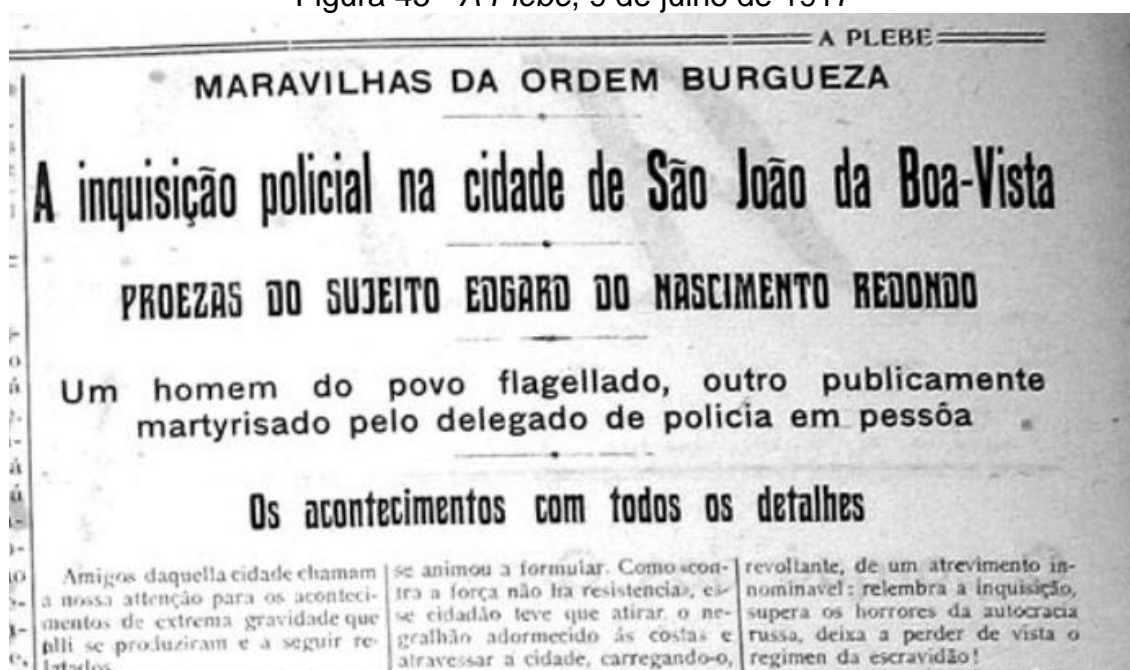 Figura 43 - A Plebe, 9 de julho de 1917
A PLEBE
MARAVILHAS DA ORDEM BURGUEZA
A inquisição policial na cidade de São João da Boa-Vista
PROEZAS DO SUJEITO EDGARD DO NASCIMENTO REDONDO
Um homem do povo flagellado, outro publicamente
martyrisado pelo delegado de policia em pessôa
Os acontecimentos com todos os detalhes
Amigos daquella cidade chamam
a nossa attenção para os aconteci-
mentos de extrema gravidade que
alli se produziram e a seguir re-
latados.
se animou a formular. Como «con-
tra a força não ha resistencia», es-
se cidadão teve que atirar o ne-
gralhão adormecido ás costas e
atravessar a cidade, carregando-o,
revoltante, de um atrevimento in-
nominavel: relembra a inquisição,
supera os horrores da autocracia
russa, deixa a perder de vista o
regimen da escravidão!